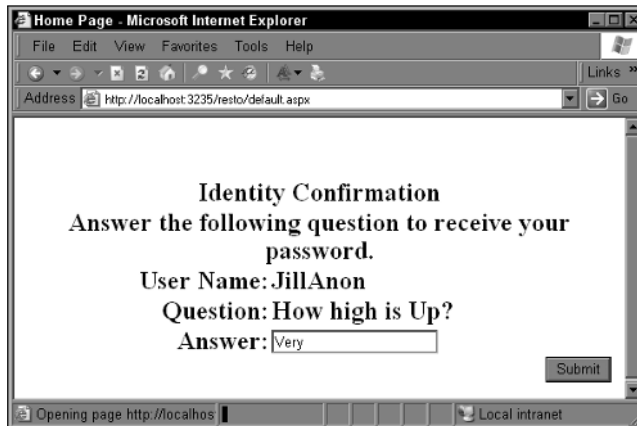 Home Page - Microsoft Internet Explorer
File Edit View Favorites Tools Help
Links »
Address http://localhost:3235/resto/default.aspx Go
Identity Confirmation
Answer the following question to receive your
password.
User Name: JillAnon
Question: How high is Up?
Answer: Very
Submit
Opening page http://localhos Local intranet